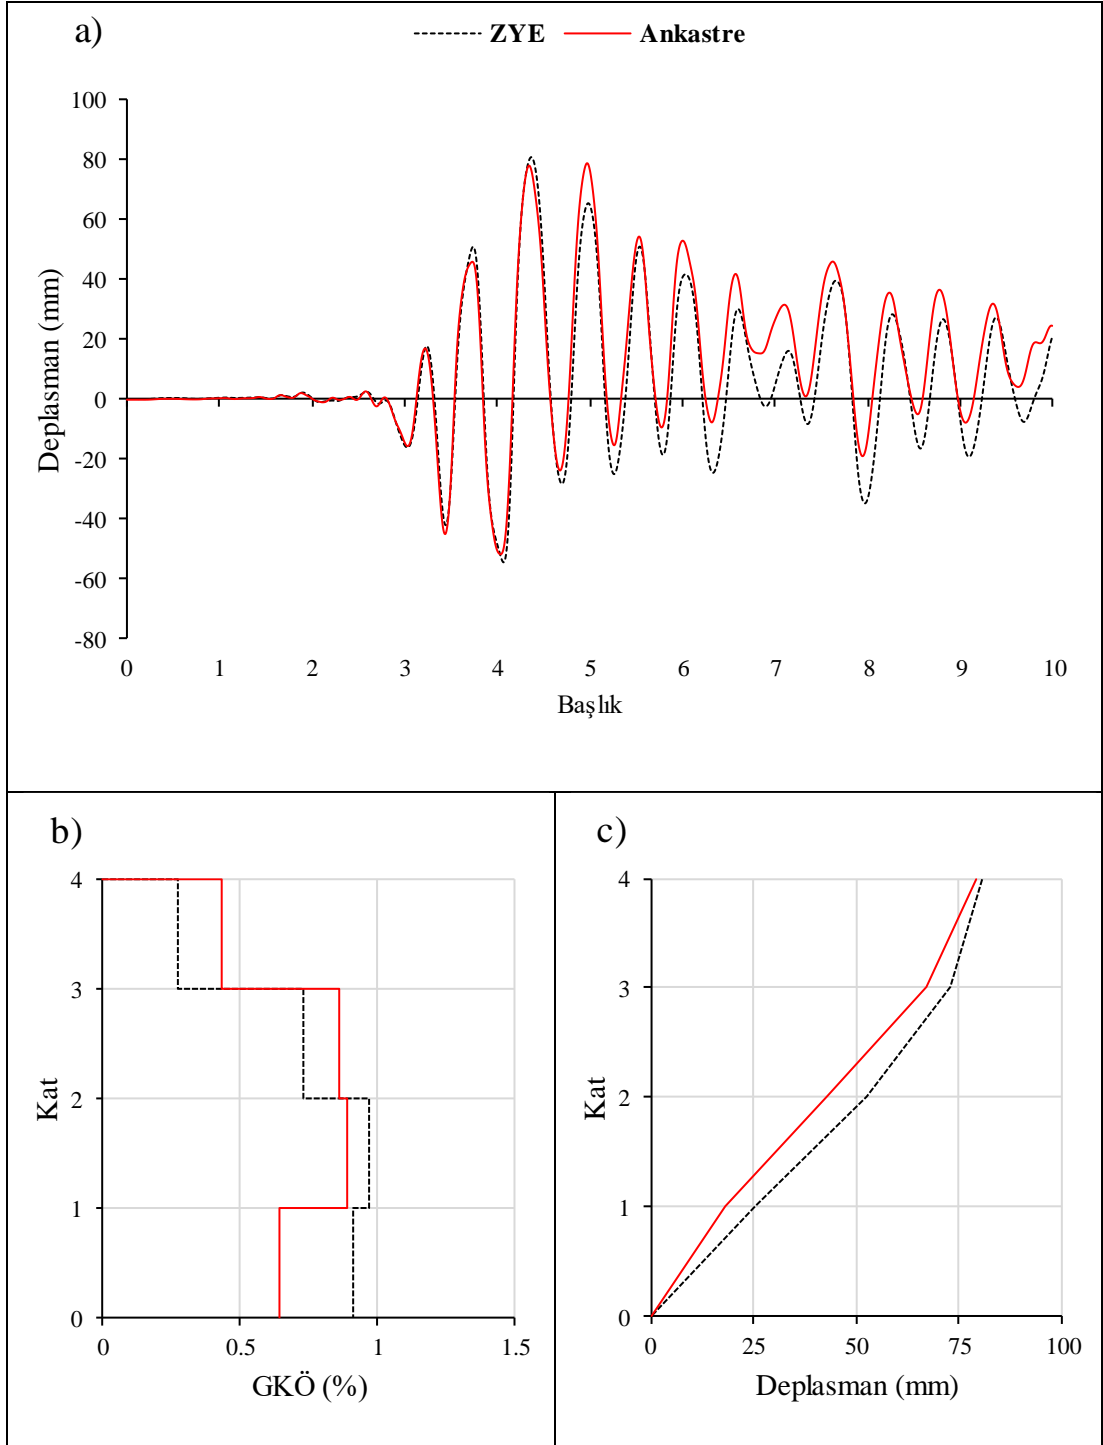 a)
ZYE Ankastre
100
80
60
40
20
0
-20
-40
-60
-80
Deplasman (mm)
0 1 2 3 4 5 6 7 8 9 10
Başlık
b)
4
3
2
1
0
Kat
0 0.5 1 1.5
GKÖ (%)
c)
4
3
2
1
0
Kat
0 25 50 75 100
Deplasman (mm)